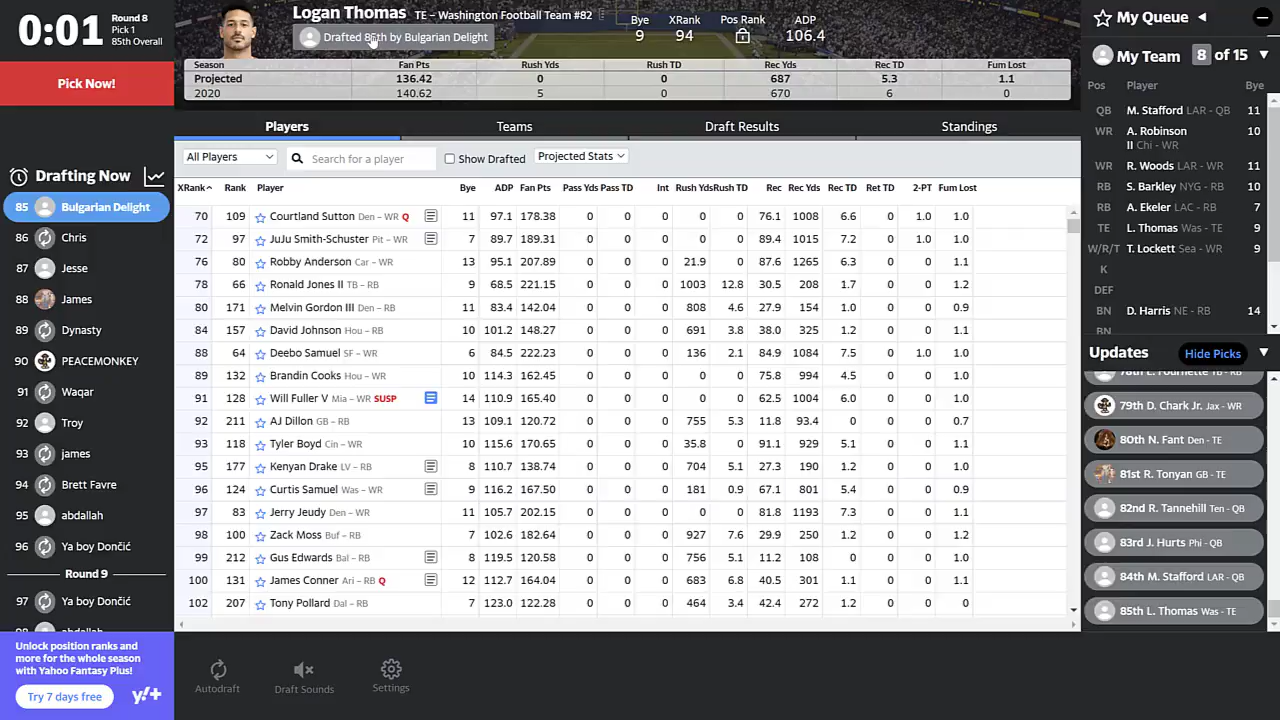 0:01
Round 8
Pick 1
85th Overall
Pick Now!
Logan Thomas TE – Washington Football Team #82
Drafted 85th by Bulgarian Delight
Bye XRank Pos Rank ADP
9 94 106.4
Season Fan Pts Rush Yds Rush TD Rec Yds Rec TD Fum Lost
Projected 136.42 0 0 687 5.3 1.1
2020 140.62 5 0 670 6 0
My Queue
My Team 8 of 15
Pos Player Bye
QB M. Stafford LAR - QB 11
WR A. Robinson II Chi - WR 10
WR R. Woods LAR - WR 11
RB S. Barkley NYG - RB 10
RB A. Ekeler LAC - RB 7
TE L. Thomas Was - TE 9
W/R/T T. Lockett Sea - WR 9
K
DEF
BN D. Harris NE - RB 14
BN
Updates Hide Picks
78th L. Fournette TB - RB
79th D. Chark Jr. Jax - WR
80th N. Fant Den - TE
81st R. Tonyan GB - TE
82nd R. Tannehill Ten - QB
83rd J. Hurts Phi - QB
84th M. Stafford LAR - QB
85th L. Thomas Was - TE
Drafting Now
85 Bulgarian Delight
86 Chris
87 Jesse
88 James
89 Dynasty
90 PEACEMONKEY
91 Waqar
92 Troy
93 james
94 Brett Favre
95 abdallah
96 Ya boy Dončić
Round 9
97 Ya boy Dončić
98 abdallah
Unlock position ranks and
more for the whole season
with Yahoo Fantasy Plus!
Try 7 days free y!+
Players Teams Draft Results Standings
All Players Search for a player Show Drafted Projected Stats
XRank Rank Player Bye ADP Fan Pts Pass Yds Pass TD Int Rush Yds Rush TD Rec Rec Yds Rec TD Ret TD 2-PT Fum Lost
70 109 Courtland Sutton Den – WR Q 11 97.1 178.38 0 0 0 0 0 76.1 1008 6.6 0 1.0 1.0
72 97 JuJu Smith-Schuster Pit – WR 7 89.7 189.31 0 0 0 0 0 89.4 1015 7.2 0 1.0 1.0
76 80 Robby Anderson Car – WR 13 95.1 207.89 0 0 0 21.9 0 87.6 1265 6.3 0 0 1.1
78 66 Ronald Jones II TB – RB 9 68.5 221.15 0 0 0 1003 12.8 30.5 208 1.7 0 0 1.2
80 171 Melvin Gordon III Den – RB 11 83.4 142.04 0 0 0 808 4.6 27.9 154 1.0 0 0 0.9
84 157 David Johnson Hou – RB 10 101.2 148.27 0 0 0 691 3.8 38.0 325 1.2 0 0 1.1
88 64 Deebo Samuel SF – WR 6 84.5 222.23 0 0 0 136 2.1 84.9 1084 7.5 0 1.0 1.1
89 132 Brandin Cooks Hou – WR 10 114.3 162.45 0 0 0 0 0 75.8 994 4.5 0 0 1.1
91 128 Will Fuller V Mia – WR SUSP 14 110.9 165.40 0 0 0 0 0 62.5 1004 6.0 0 0 1.0
92 211 AJ Dillon GB – RB 13 109.1 120.72 0 0 0 755 5.3 11.8 93.4 0 0 0 0.7
93 118 Tyler Boyd Cin – WR 10 115.6 170.65 0 0 0 35.8 0 91.1 929 5.1 0 0 1.1
95 177 Kenyan Drake LV – RB 8 110.7 138.74 0 0 0 704 5.1 27.3 190 1.2 0 0 1.0
96 124 Curtis Samuel Was – WR 9 116.2 167.50 0 0 0 181 0.9 67.1 801 5.4 0 0 0.9
97 83 Jerry Jeudy Den – WR 11 105.7 202.15 0 0 0 0 0 81.8 1193 7.3 0 0 1.1
98 100 Zack Moss Buf – RB 7 102.6 182.64 0 0 0 927 7.6 29.9 250 1.2 0 0 1.2
99 212 Gus Edwards Bal – RB 8 119.5 120.58 0 0 0 756 5.1 11.2 108 0 0 0 1.0
100 131 James Conner Ari – RB Q 12 112.7 164.04 0 0 0 683 6.8 40.5 301 1.1 0 0 1.1
102 207 Tony Pollard Dal – RB 7 123.0 122.28 0 0 0 464 3.4 42.4 272 1.2 0 0 0
Autodraft Draft Sounds Settings